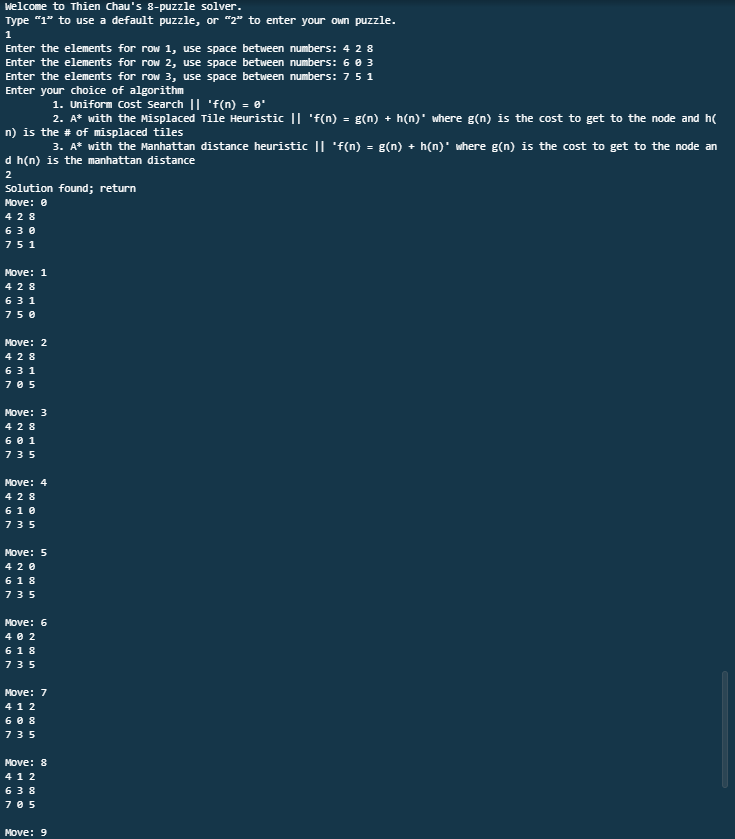 Welcome to Thien Chau's 8-puzzle solver.
Type “1” to use a default puzzle, or “2” to enter your own puzzle.
1
Enter the elements for row 1, use space between numbers: 4 2 8
Enter the elements for row 2, use space between numbers: 6 0 3
Enter the elements for row 3, use space between numbers: 7 5 1
Enter your choice of algorithm
1. Uniform Cost Search || 'f(n) = 0'
2. A* with the Misplaced Tile Heuristic || 'f(n) = g(n) + h(n)' where g(n) is the cost to get to the node and h(
n) is the # of misplaced tiles
3. A* with the Manhattan distance heuristic || 'f(n) = g(n) + h(n)' where g(n) is the cost to get to the node an
d h(n) is the manhattan distance
2
Solution found; return
Move: 0
4 2 8
6 3 0
7 5 1
Move: 1
4 2 8
6 3 1
7 5 0
Move: 2
4 2 8
6 3 1
7 0 5
Move: 3
4 2 8
6 0 1
7 3 5
Move: 4
4 2 8
6 1 0
7 3 5
Move: 5
4 2 0
6 1 8
7 3 5
Move: 6
4 0 2
6 1 8
7 3 5
Move: 7
4 1 2
6 0 8
7 3 5
Move: 8
4 1 2
6 3 8
7 0 5
Move: 9